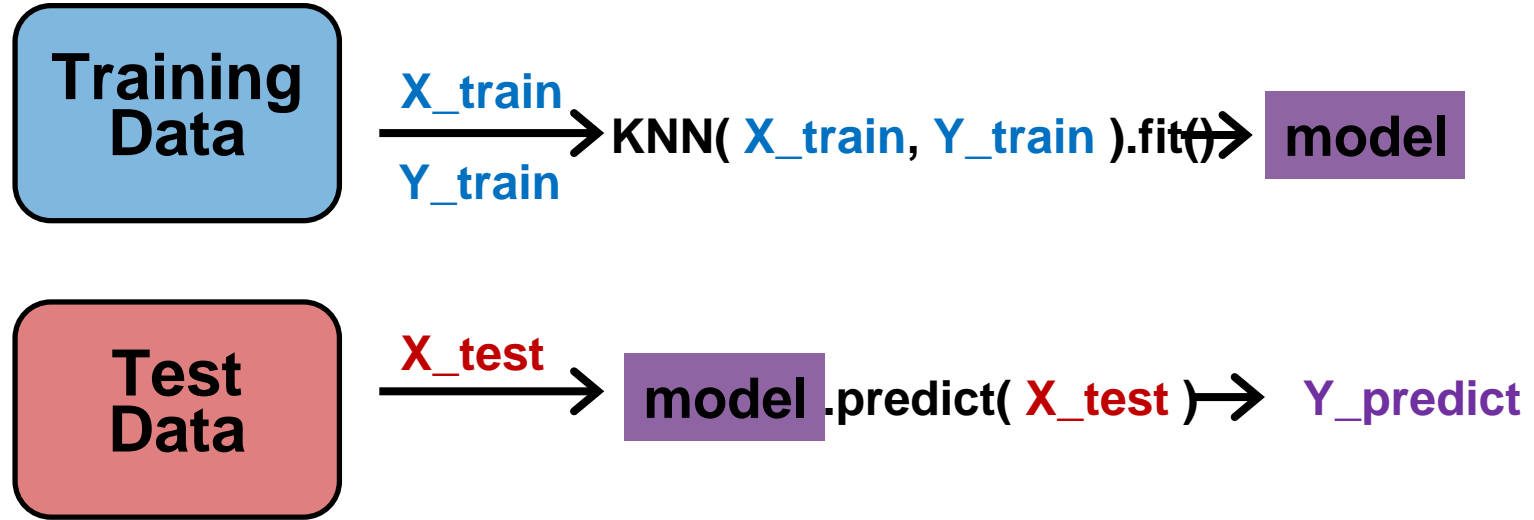 Training
Data
X_train
Y_train
KNN( X_train, Y_train ).fit()
model
Test
Data
X_test
model .predict( X_test )
Y_predict